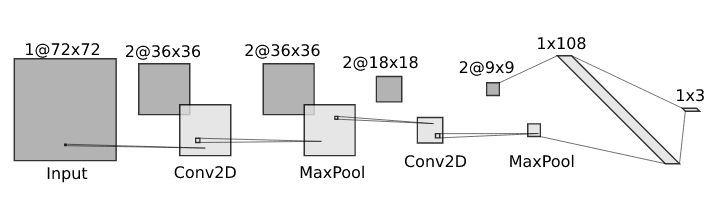 1@72x72
2@36x36
2@36x36
2@18x18
2@9x9
1x108
1x3
Input
Conv2D
MaxPool
Conv2D
MaxPool